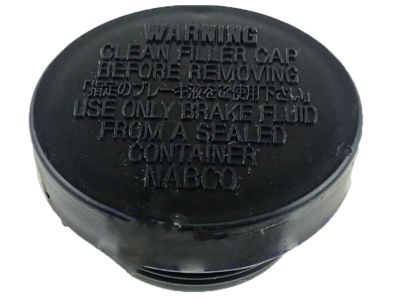 WARNING
CLEAN FILLER CAP
BEFORE REMOVING
「指定のブレーキ液をご使用下さい」
USE ONLY BRAKE FLUID
FROM A SEALED
CONTAINER
NABCO